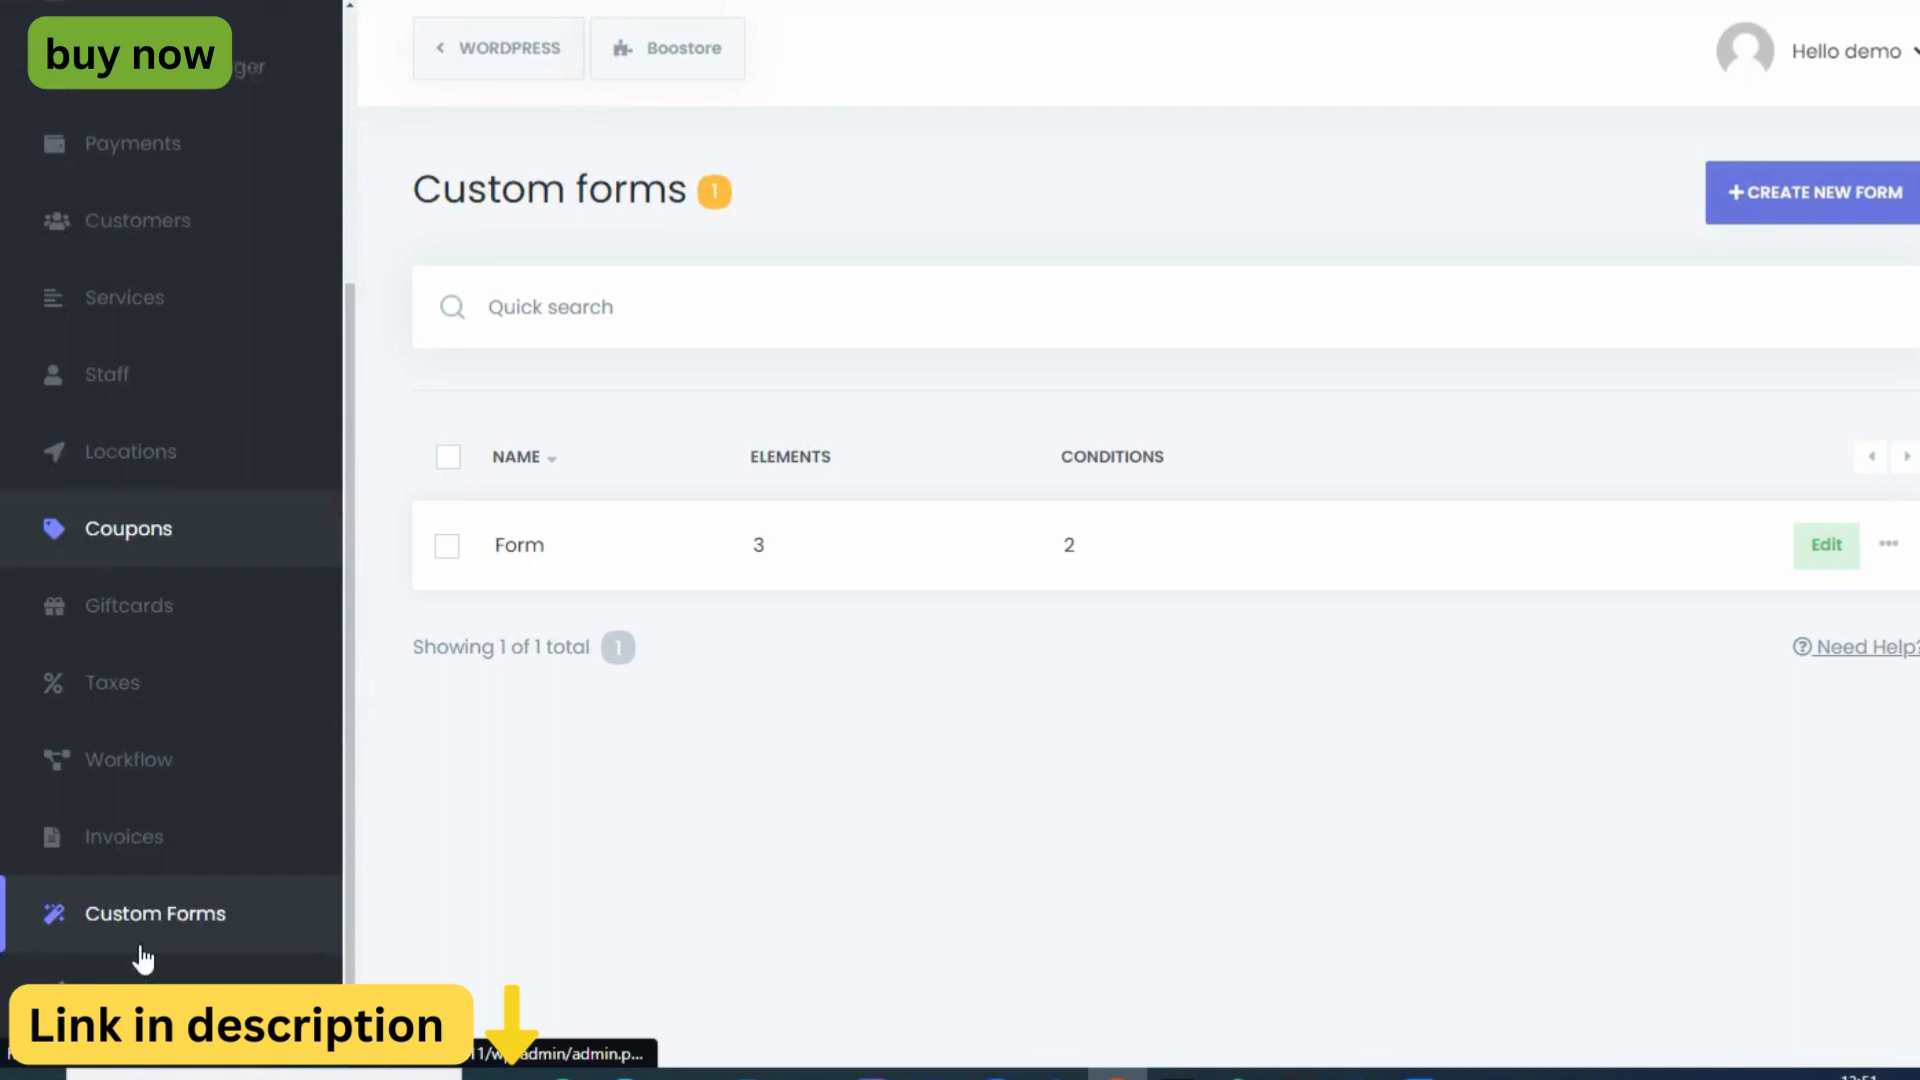 buy now
ger
WORDPRESS
Boostore
Hello demo
Payments
Customers
Services
Staff
Locations
Coupons
Giftcards
Taxes
Workflow
Invoices
Custom Forms
Custom forms 1
+ CREATE NEW FORM
Quick search
NAME ELEMENTS CONDITIONS
Form 3 2 Edit •••
Showing 1 of 1 total 1
Need Help?
Link in description
admin/admin.p...